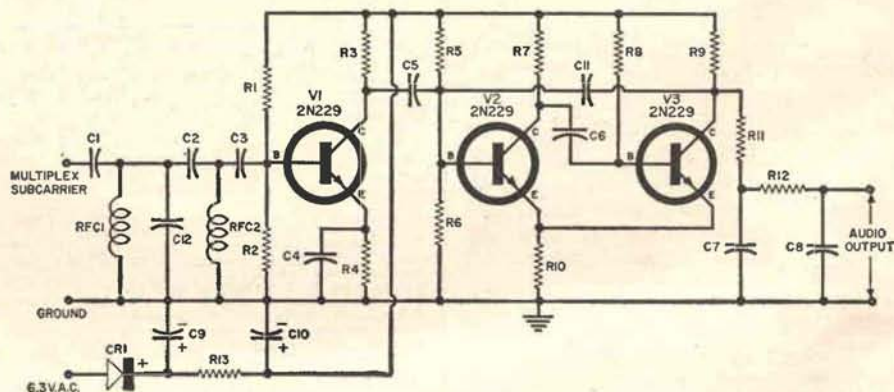 R3
R5
R7
R8
R9
C5
C11
R1
V1
2N229
V2
2N229
V3
2N229
C
C
C
C6
R11
C1
C2
C3
B
B
B
R12
MULTIPLEX
SUBCARRIER
E
E
E
RFC1
C12
RFC2
R2
C4
R4
R6
R10
C7
C8
AUDIO
OUTPUT
GROUND
− C9
+
− C10
+
CR1
+
R13
6.3 V.A.C.